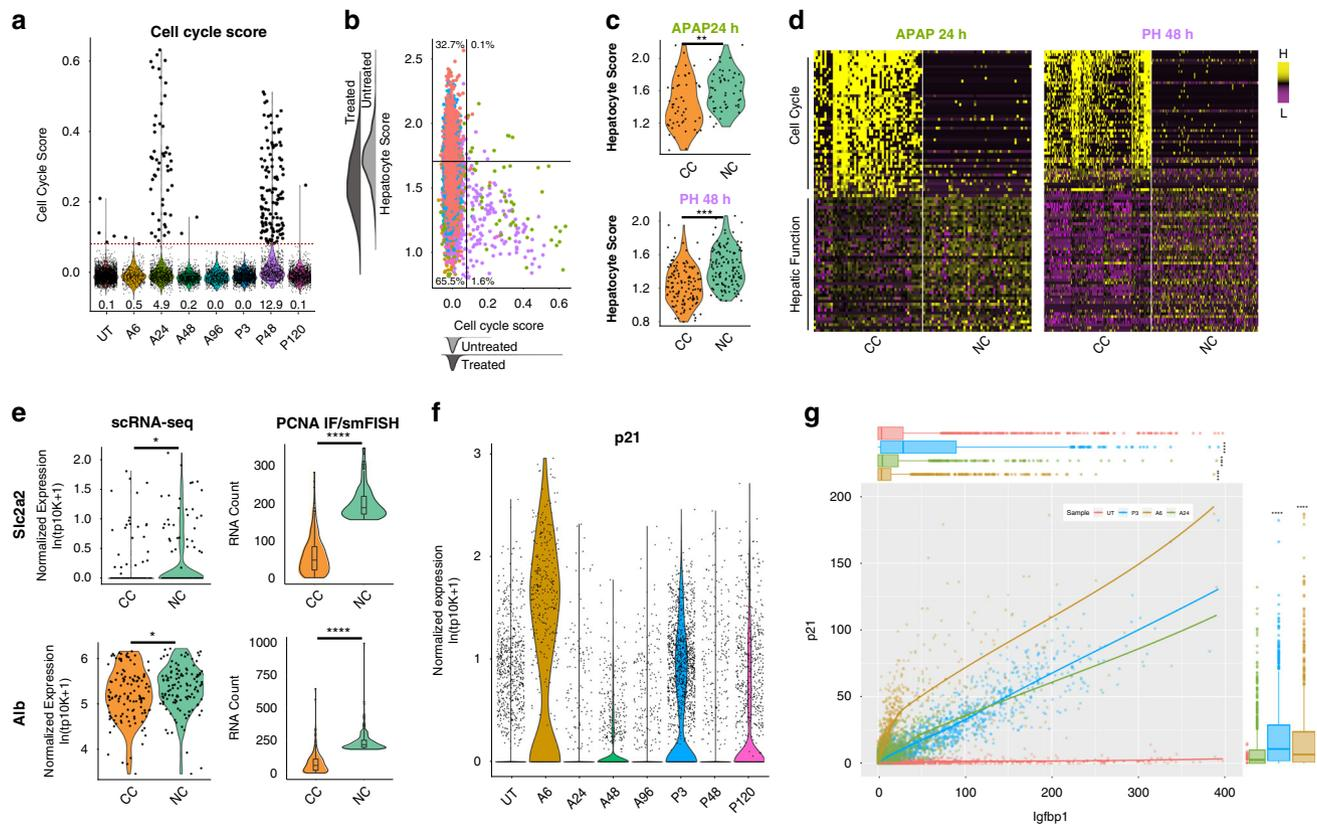 a
Cell cycle score
Cell Cycle Score
0.6
0.4
0.2
0.0
0.1 0.5 4.9 0.2 0.0 0.0 12.9 0.1
UT A6 A24 A48 A96 P3 P48 P120
b
Treated
Untreated
Hepatocyte Score
32.7% 0.1%
2.5
2.0
1.5
1.0
65.5% 1.6%
0.0 0.2 0.4 0.6
Cell cycle score
Untreated
Treated
c
APAP24 h
**
Hepatocyte Score
2.0
1.6
1.2
CC NC
PH 48 h
***
Hepatocyte Score
2.0
1.6
1.2
0.8
CC NC
d
APAP 24 h PH 48 h
H
L
Cell Cycle
Hepatic Function
CC NC CC NC
e
scRNA-seq PCNA IF/smFISH
Slc2a2
Normalized Expression
ln(tp10K+1)
*
2.0
1.5
1.0
0.5
0.0
CC NC
RNA Count
****
300
200
100
0
CC NC
Alb
Normalized Expression
ln(tp10K+1)
*
6
5
4
CC NC
RNA Count
****
1000
750
500
250
0
CC NC
f
p21
Normalized expression
ln(tp10K+1)
3
2
1
0
UT A6 A24 A48 A96 P3 P48 P120
g
Sample UT P3 A6 A24
p21
200
150
100
50
0
0 100 200 300 400
Igfbp1
**** ****